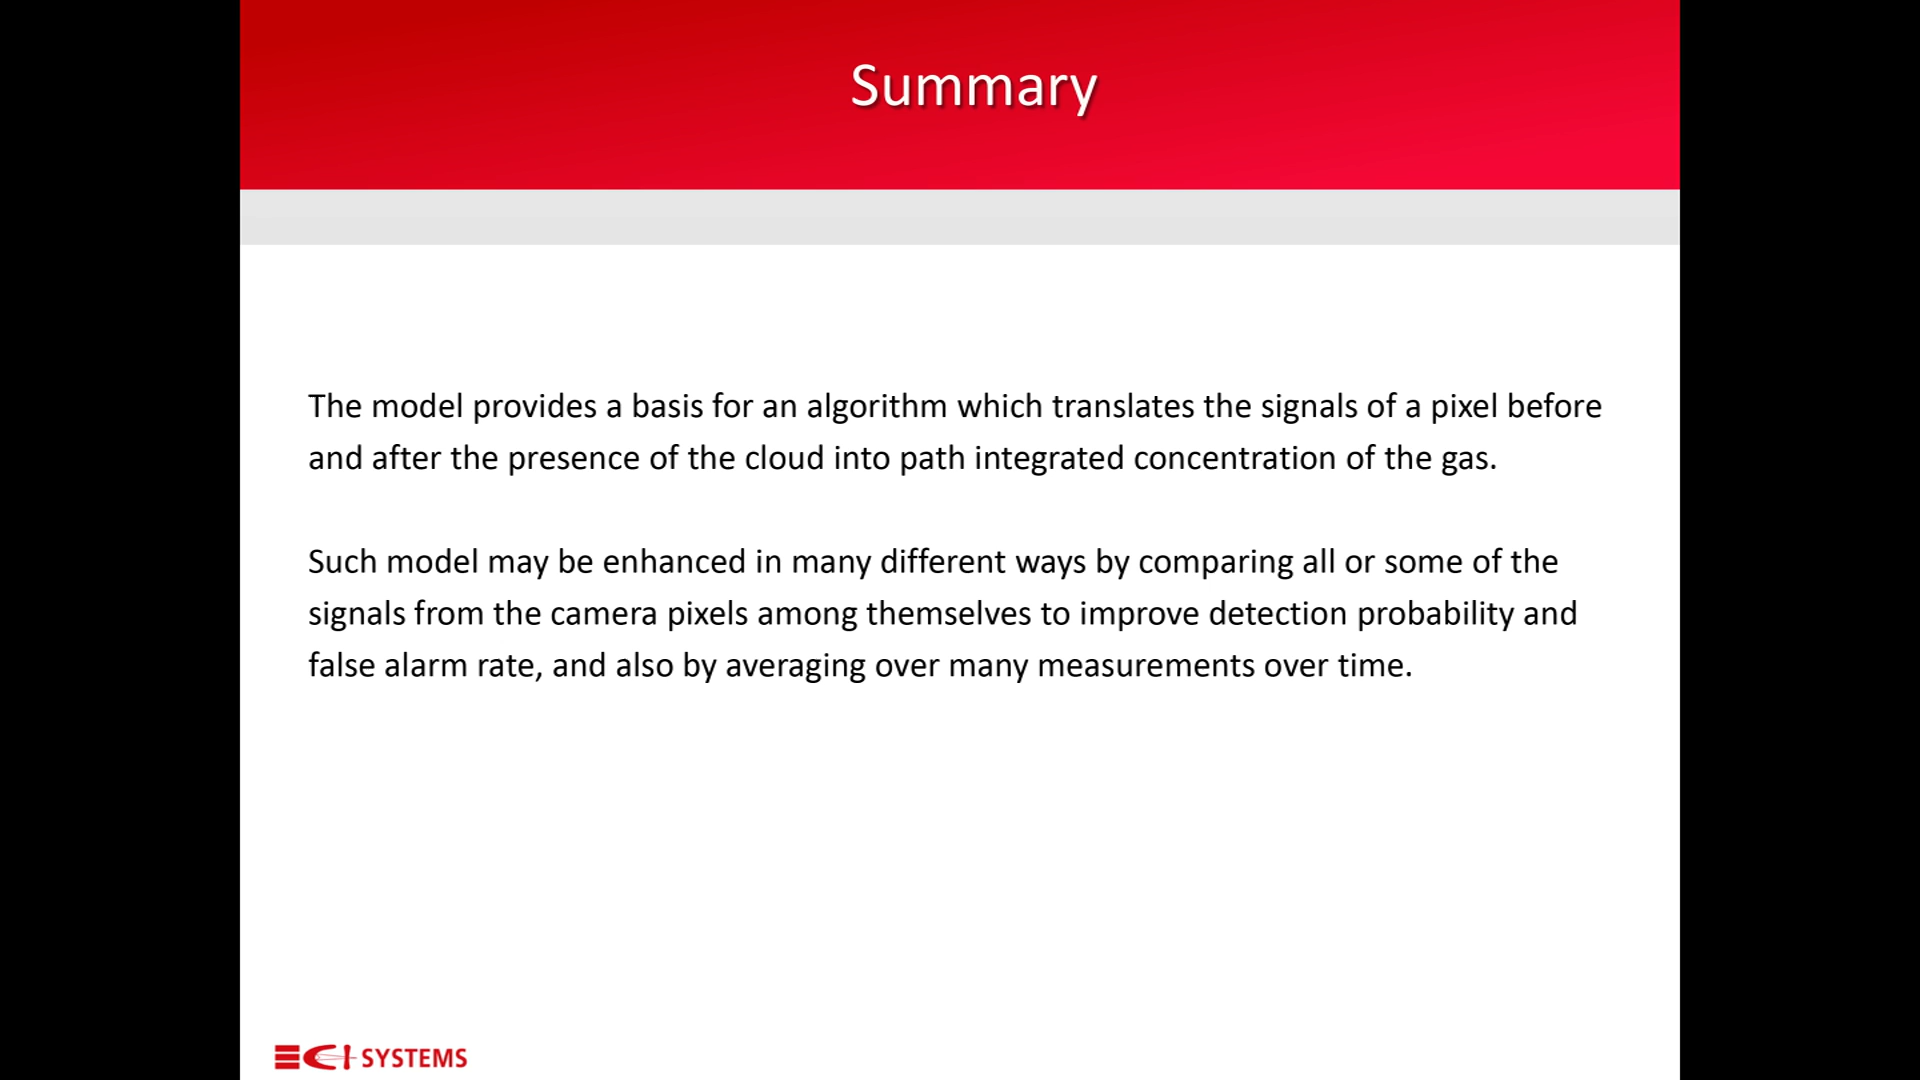 Summary
The model provides a basis for an algorithm which translates the signals of a pixel before
and after the presence of the cloud into path integrated concentration of the gas.
Such model may be enhanced in many different ways by comparing all or some of the
signals from the camera pixels among themselves to improve detection probability and
false alarm rate, and also by averaging over many measurements over time.
CI SYSTEMS